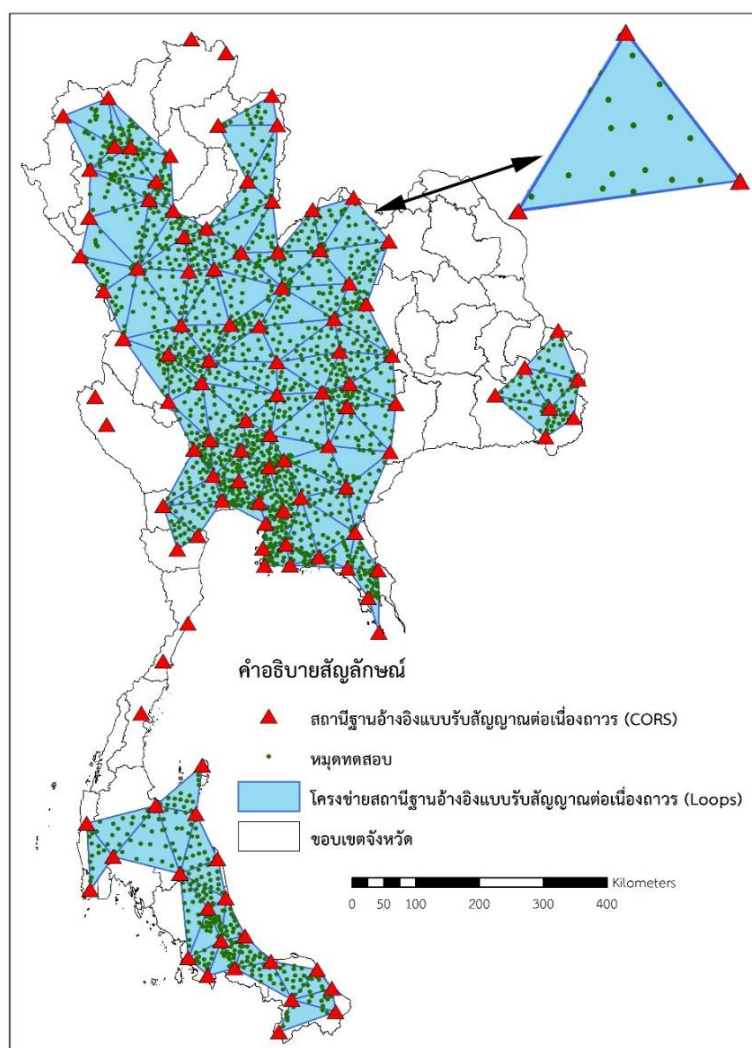 คำอธิบายสัญลักษณ์
สถานีฐานอ้างอิงแบบรับสัญญาณต่อเนื่องถาวร (CORS)
หมุดทดสอบ
โครงข่ายสถานีฐานอ้างอิงแบบรับสัญญาณต่อเนื่องถาวร (Loops)
ขอบเขตจังหวัด
Kilometers
0 50 100 200 300 400